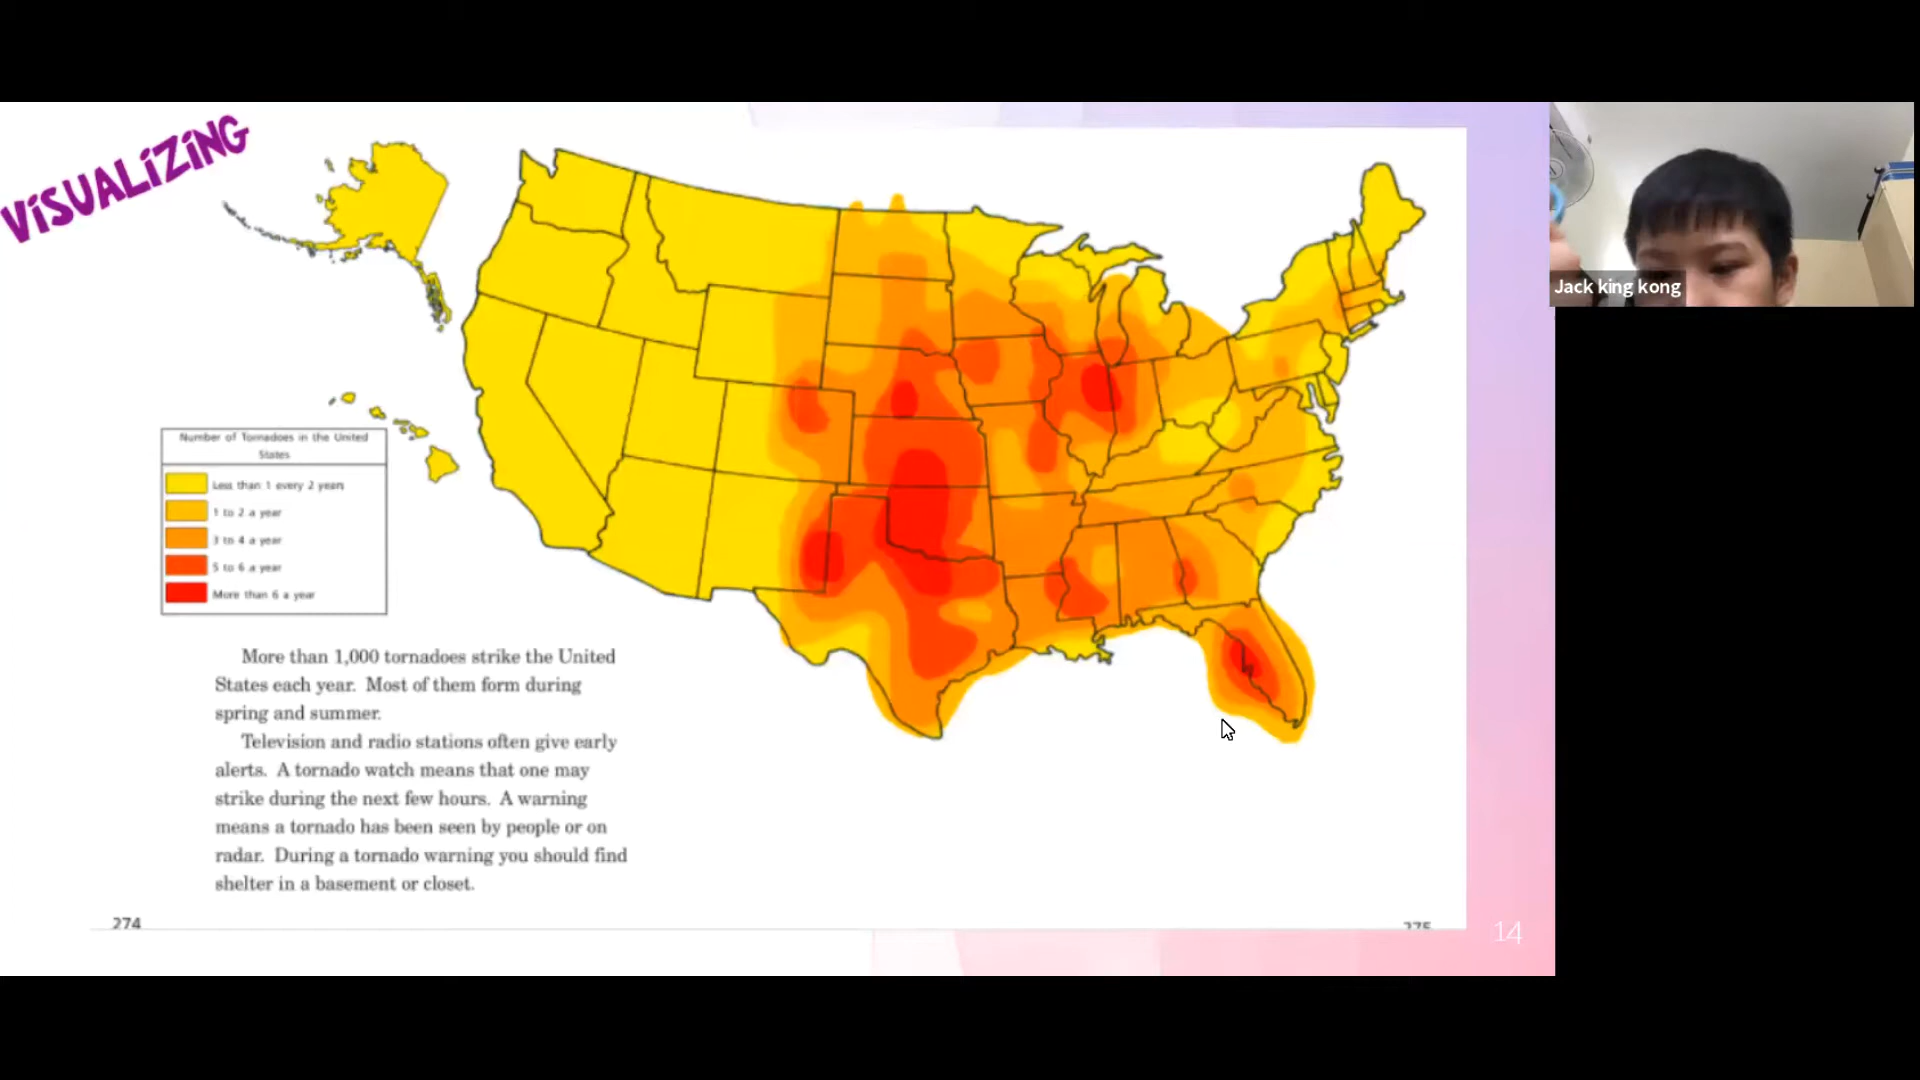 VISUALIZING
Number of Tornadoes in the United
States
Less than 1 every 2 years
1 to 2 a year
3 to 4 a year
5 to 6 a year
More than 6 a year
More than 1,000 tornadoes strike the United
States each year. Most of them form during
spring and summer.
Television and radio stations often give early
alerts. A tornado watch means that one may
strike during the next few hours. A warning
means a tornado has been seen by people or on
radar. During a tornado warning you should find
shelter in a basement or closet.
274
275
14
Jack king kong